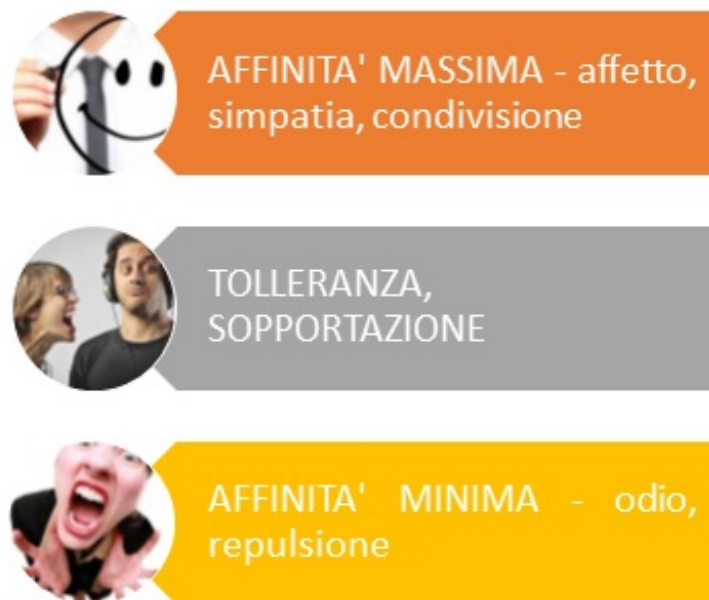 AFFINITA' MASSIMA - affetto,
simpatia, condivisione
TOLLERANZA,
SOPPORTAZIONE
AFFINITA' MINIMA - odio,
repulsione